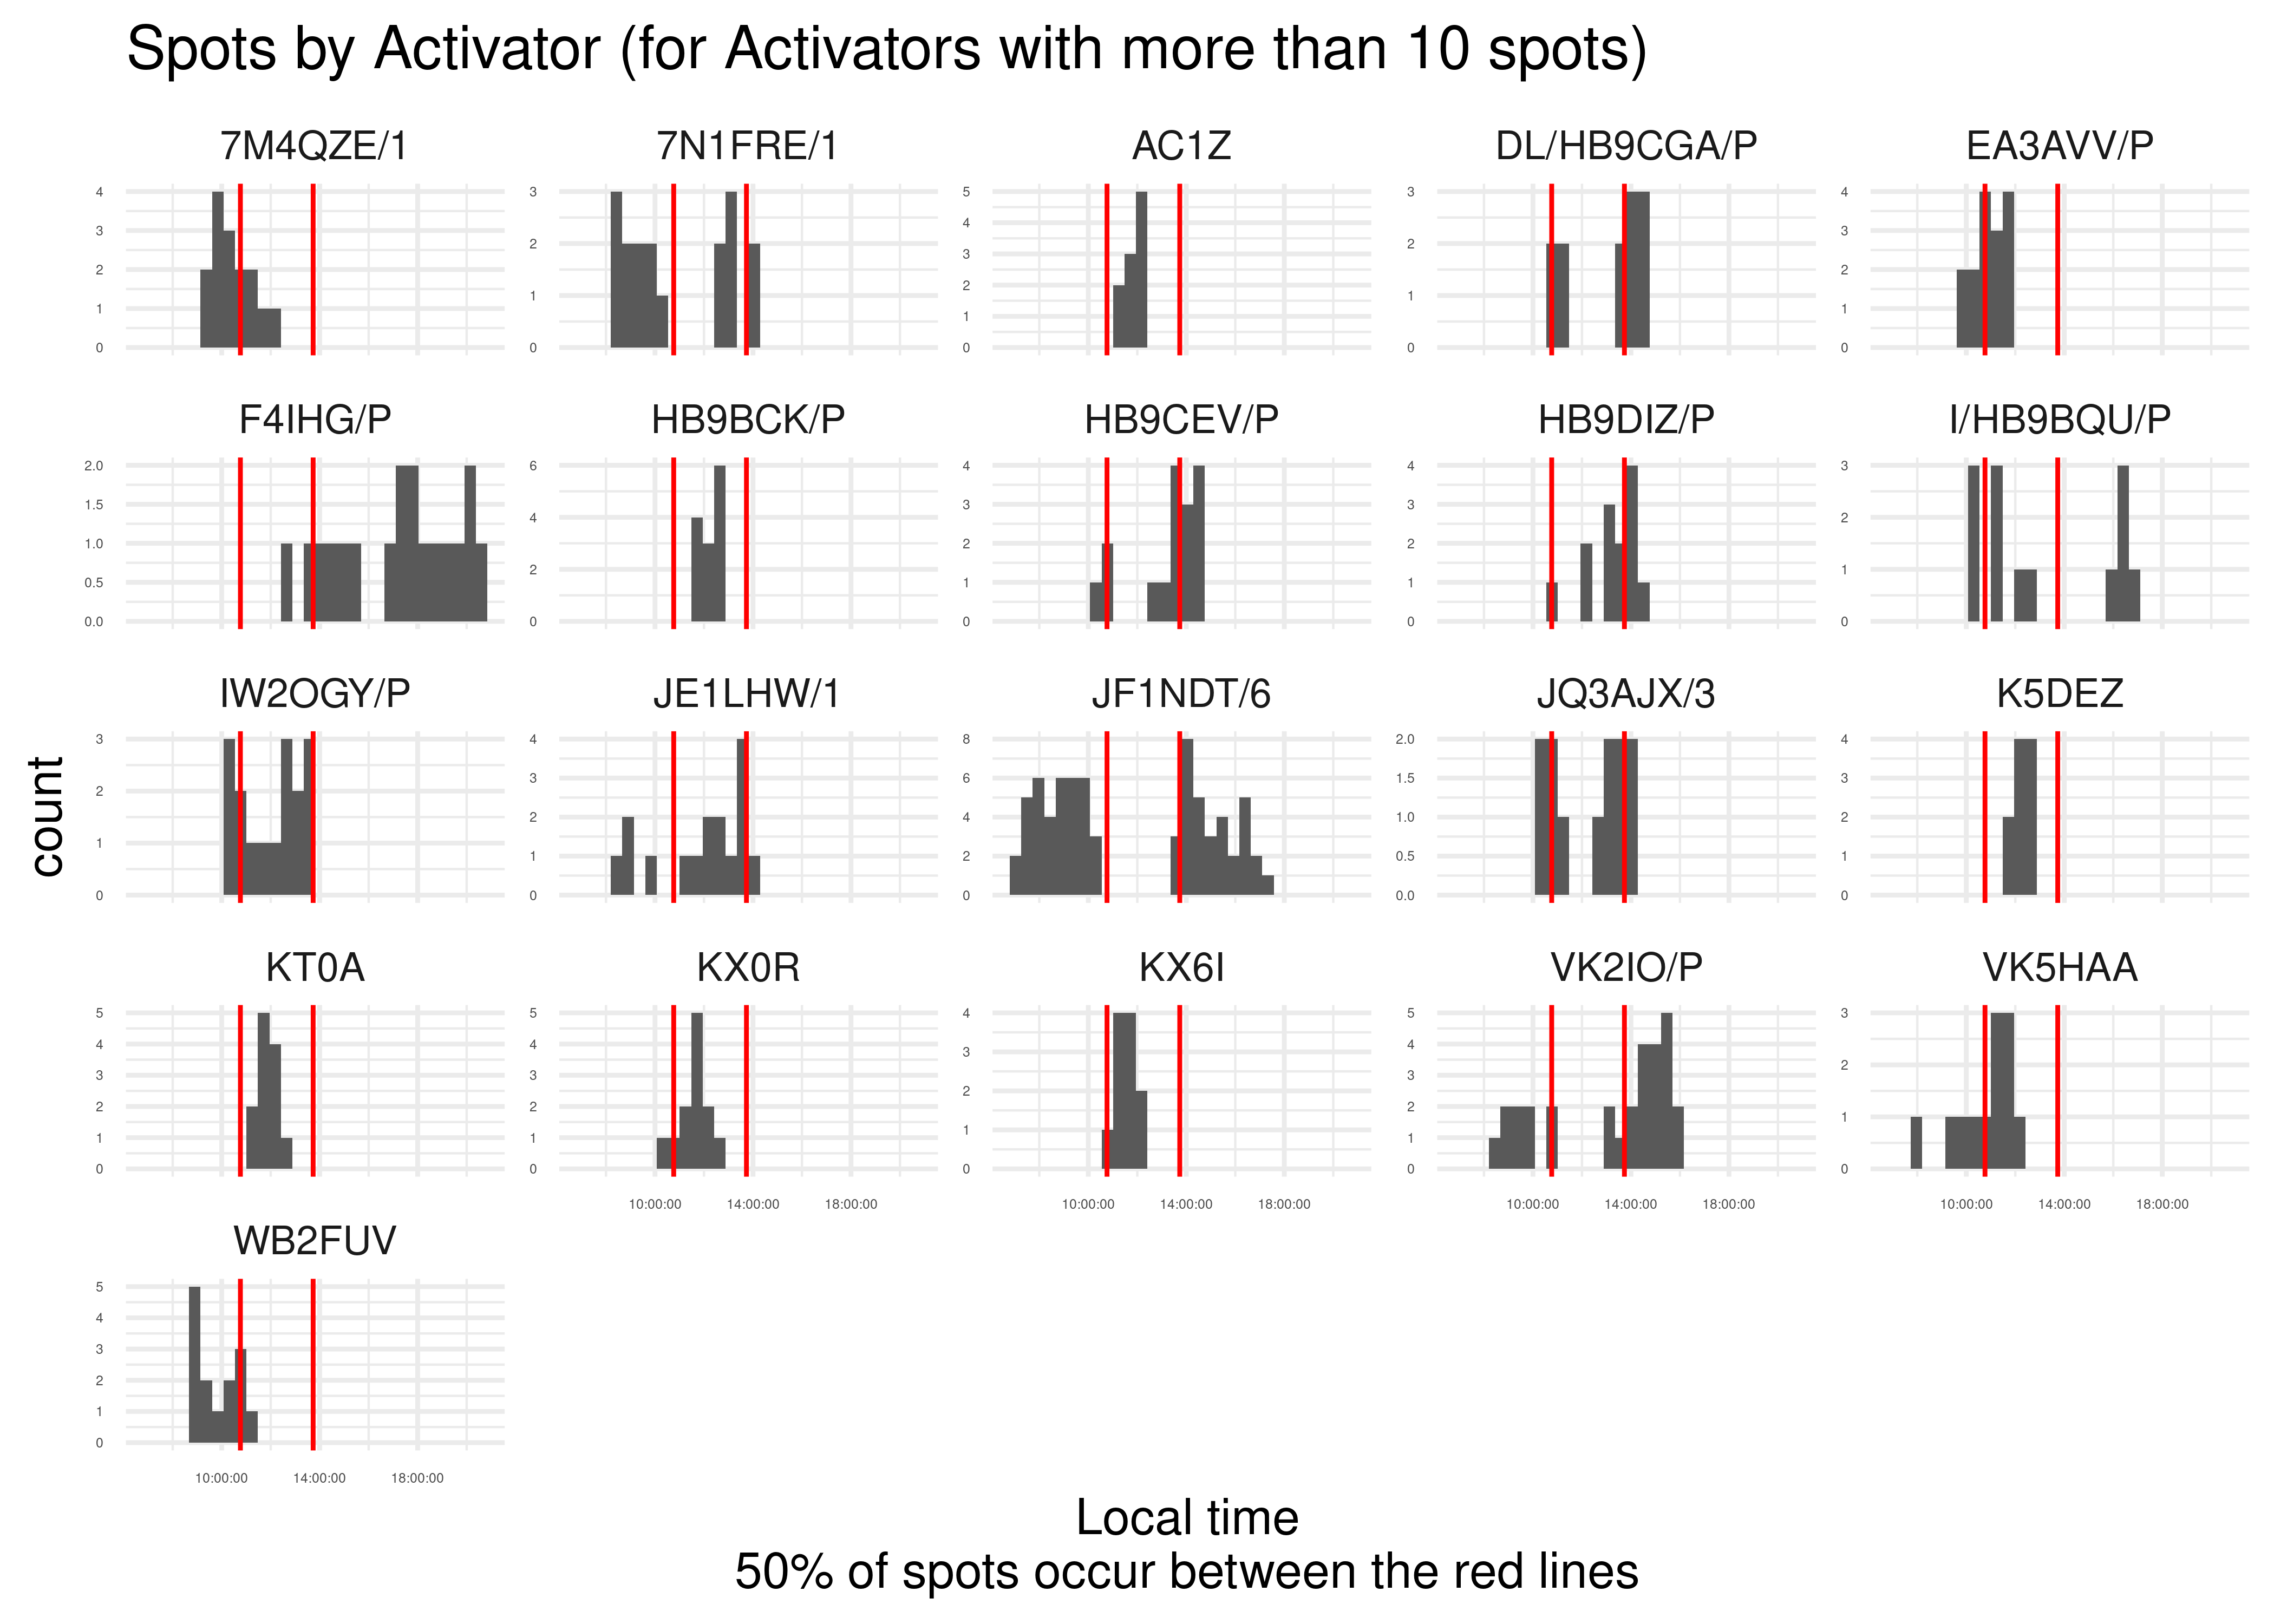 Spots by Activator (for Activators with more than 10 spots)
7M4QZE/1 7N1FRE/1 AC1Z DL/HB9CGA/P EA3AVV/P
4 3 5 3 4
3 2 4 2 3
2 1 3 1 2
1 0 2 0 1
0 1 0
0
F4IHG/P HB9BCK/P HB9CEV/P HB9DIZ/P I/HB9BQU/P
2.0 6 4 4 3
1.5 4 3 3 2
1.0 2 2 2 1
0.5 0 1 1 0
0.0 0 0
IW2OGY/P JE1LHW/1 JF1NDT/6 JQ3AJX/3 K5DEZ
3 4 8 2.0 4
2 3 6 1.5 3
1 2 4 1.0 2
0 1 2 0.5 1
0 0 0.0 0
count
KT0A KX0R KX6I VK2IO/P VK5HAA
5 5 4 5 3
4 4 3 4 2
3 3 2 3 1
2 2 1 2 0
1 1 0 1
0 0 0
10:00:00 14:00:00 18:00:00 10:00:00 14:00:00 18:00:00 10:00:00 14:00:00 18:00:00 10:00:00 14:00:00 18:00:00
WB2FUV
5
4
3
2
1
0
10:00:00 14:00:00 18:00:00
Local time
50% of spots occur between the red lines